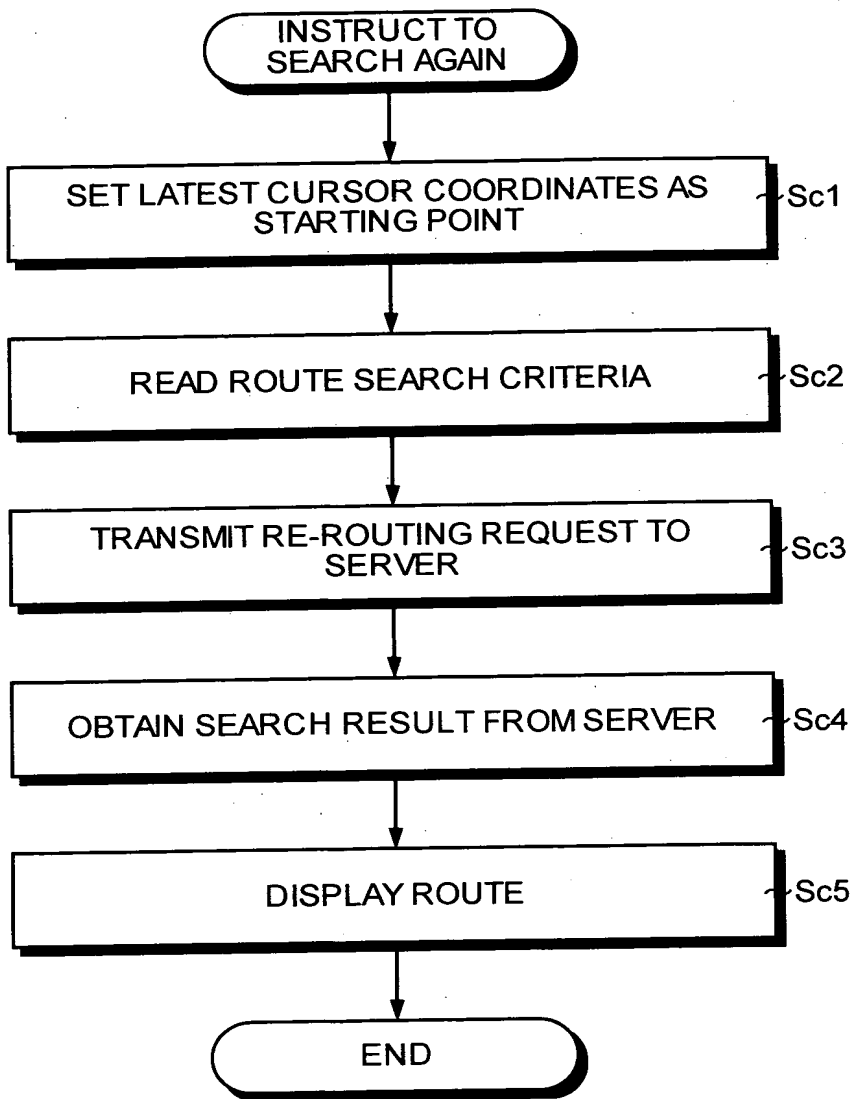 INSTRUCT TO
SEARCH AGAIN
SET LATEST CURSOR COORDINATES AS
STARTING POINT
Sc1
READ ROUTE SEARCH CRITERIA
Sc2
TRANSMIT RE-ROUTING REQUEST TO
SERVER
Sc3
OBTAIN SEARCH RESULT FROM SERVER
Sc4
DISPLAY ROUTE
Sc5
END